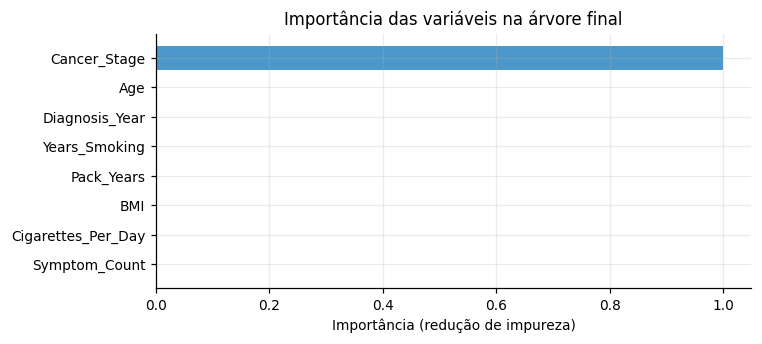 Importância das variáveis na árvore final
Cancer_Stage
Age
Diagnosis_Year
Years_Smoking
Pack_Years
BMI
Cigarettes_Per_Day
Symptom_Count
0.0 0.2 0.4 0.6 0.8 1.0
Importância (redução de impureza)